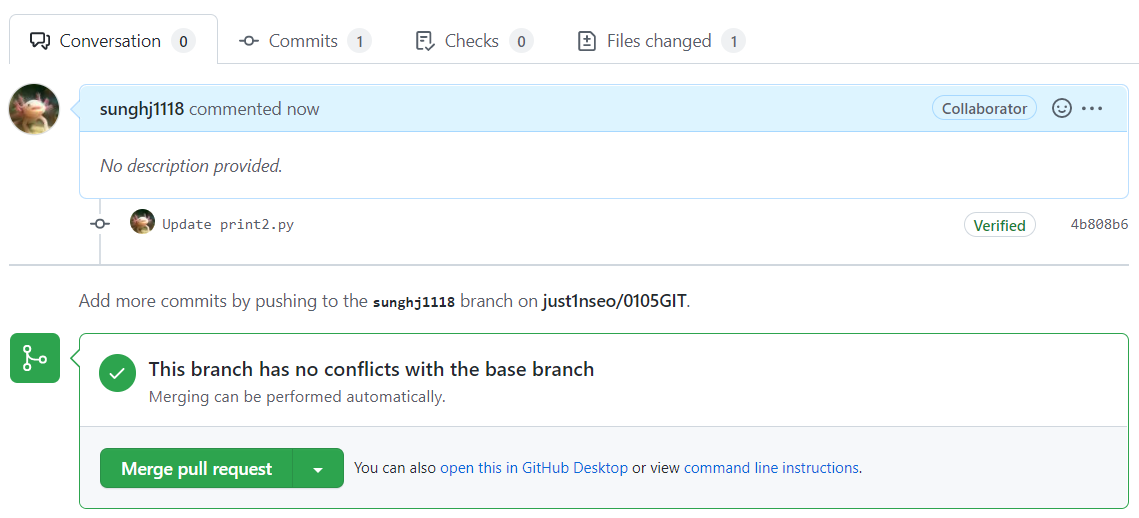 Conversation 0 Commits 1 Checks 0 Files changed 1
sunghj1118 commented now Collaborator
No description provided.
Update print2.py Verified 4b808b6
Add more commits by pushing to the sunghj1118 branch on just1nseo/0105GIT.
This branch has no conflicts with the base branch
Merging can be performed automatically.
Merge pull request You can also open this in GitHub Desktop or view command line instructions.